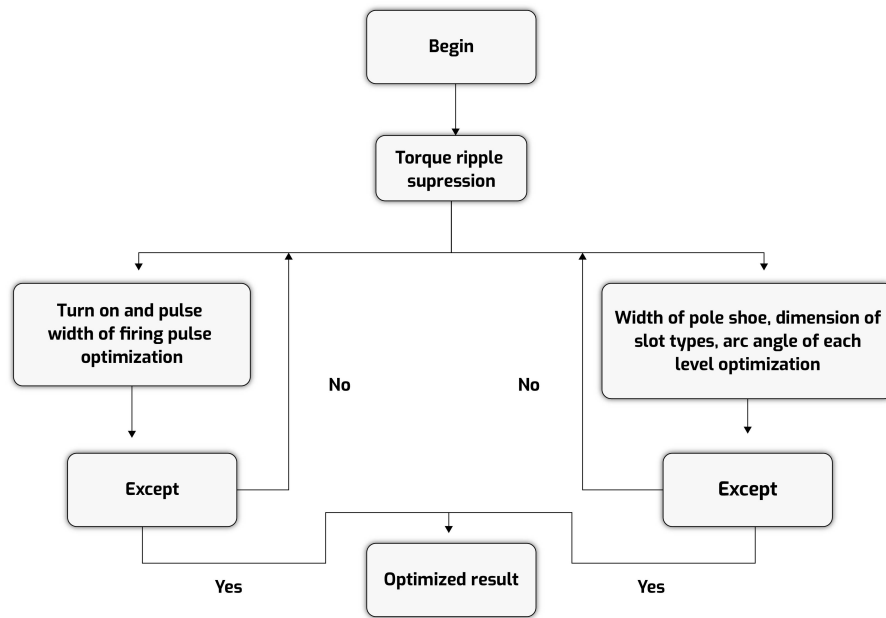 Begin
Torque ripple
supression
Turn on and pulse
width of firing pulse
optimization
Width of pole shoe, dimension of
slot types, arc angle of each
level optimization
No
No
Except
Except
Optimized result
Yes
Yes